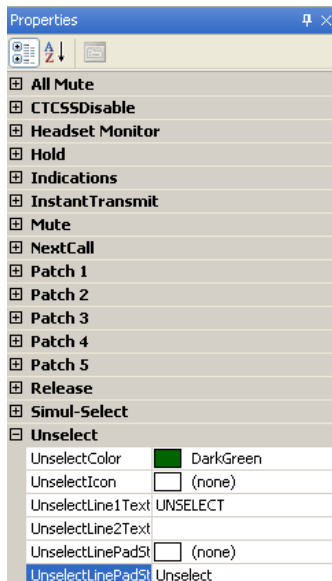 Properties
All Mute
CTCSSDisable
Headset Monitor
Hold
Indications
InstantTransmit
Mute
NextCall
Patch 1
Patch 2
Patch 3
Patch 4
Patch 5
Release
Simul-Select
Unselect
UnselectColor DarkGreen
UnselectIcon (none)
UnselectLine1Text UNSELECT
UnselectLine2Text
UnselectLinePadSt (none)
UnselectLinePadSt Unselect